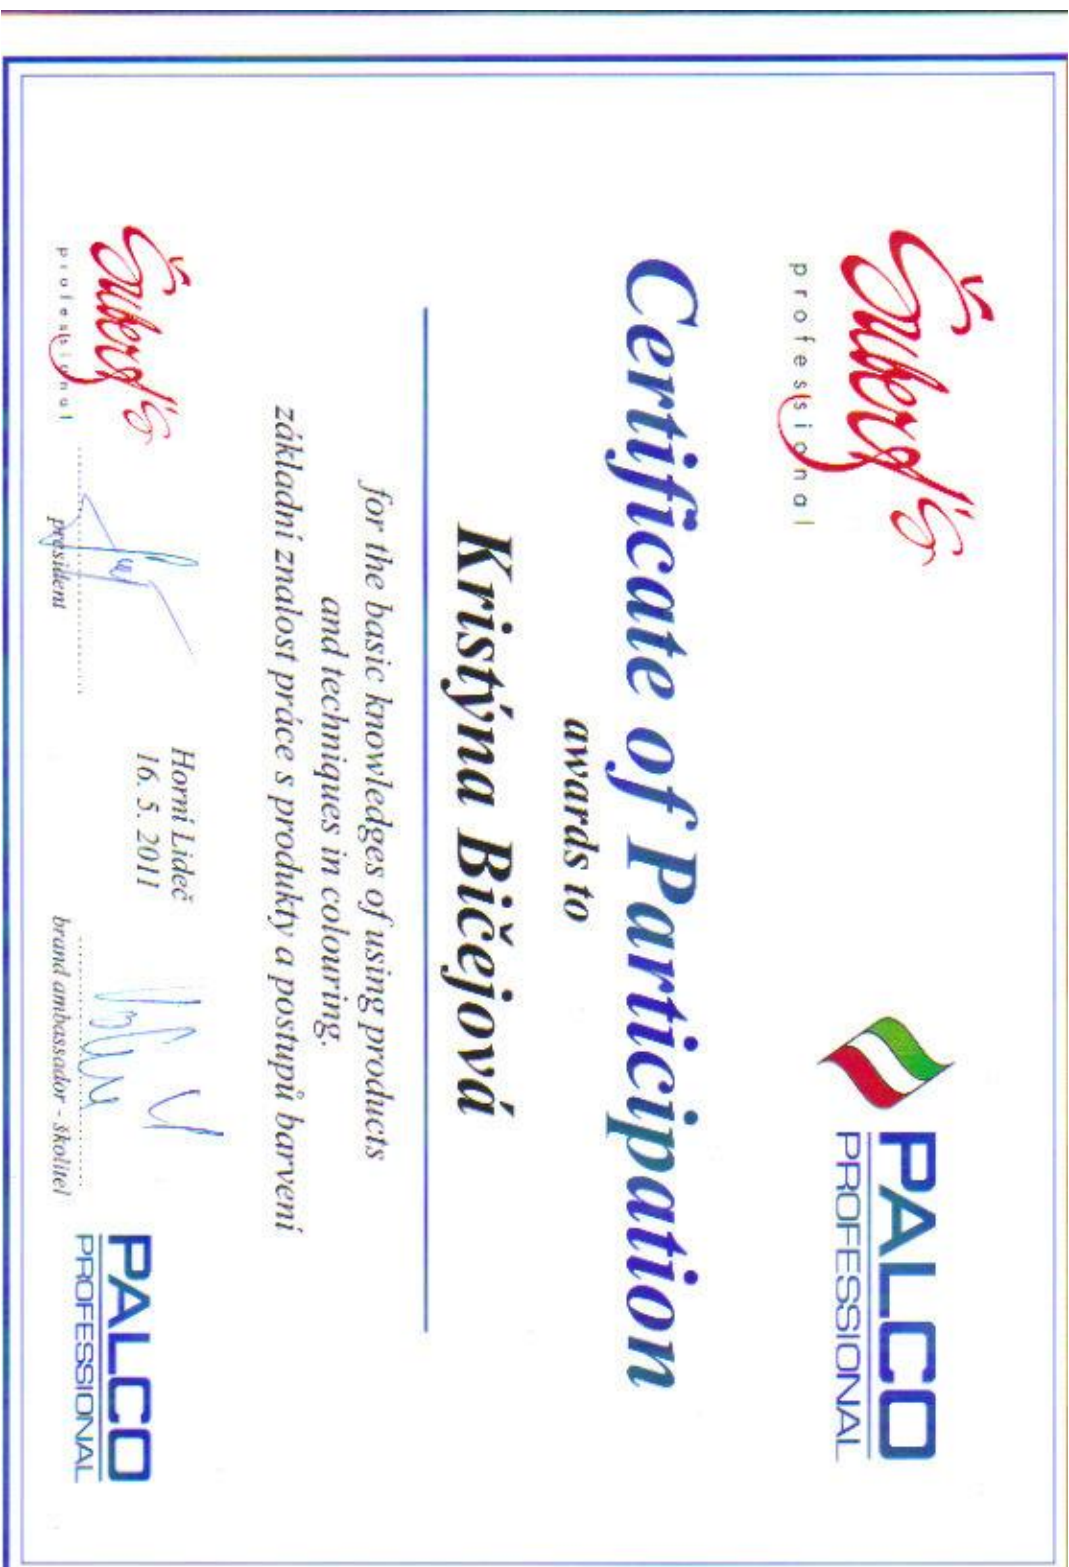 Šuberg's
professional
PALCO
PROFESSIONAL
Certificate of Participation
awards to
Kristýna Bičejová
for the basic knowledges of using products
and techniques in colouring.
základní znalost práce s produkty a postupů barvení
Šuberg's
professional
president
Horní Lideč
16. 5. 2011
brand ambassador - školitel
PALCO
PROFESSIONAL